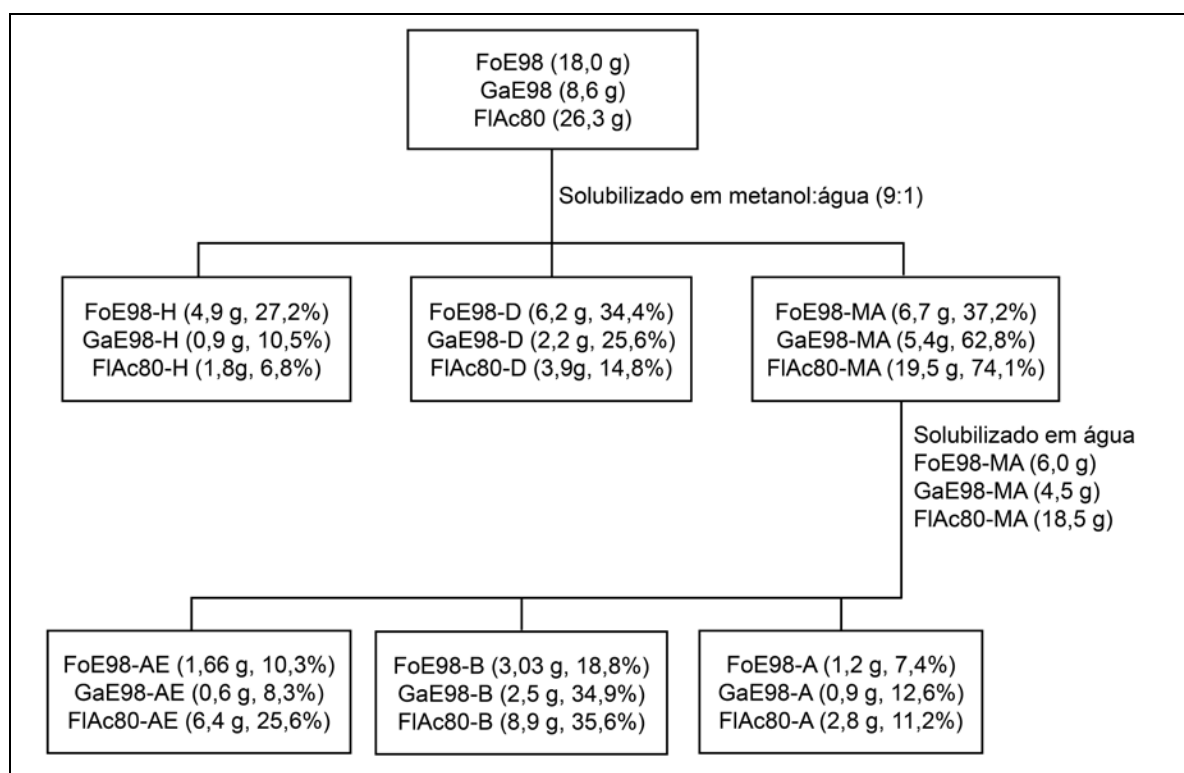 FoE98 (18,0 g)
GaE98 (8,6 g)
FlAc80 (26,3 g)
Solubilizado em metanol:água (9:1)
FoE98-H (4,9 g, 27,2%)
GaE98-H (0,9 g, 10,5%)
FlAc80-H (1,8g, 6,8%)
FoE98-D (6,2 g, 34,4%)
GaE98-D (2,2 g, 25,6%)
FlAc80-D (3,9g, 14,8%)
FoE98-MA (6,7 g, 37,2%)
GaE98-MA (5,4g, 62,8%)
FlAc80-MA (19,5 g, 74,1%)
Solubilizado em água
FoE98-MA (6,0 g)
GaE98-MA (4,5 g)
FlAc80-MA (18,5 g)
FoE98-AE (1,66 g, 10,3%)
GaE98-AE (0,6 g, 8,3%)
FlAc80-AE (6,4 g, 25,6%)
FoE98-B (3,03 g, 18,8%)
GaE98-B (2,5 g, 34,9%)
FlAc80-B (8,9 g, 35,6%)
FoE98-A (1,2 g, 7,4%)
GaE98-A (0,9 g, 12,6%)
FlAc80-A (2,8 g, 11,2%)